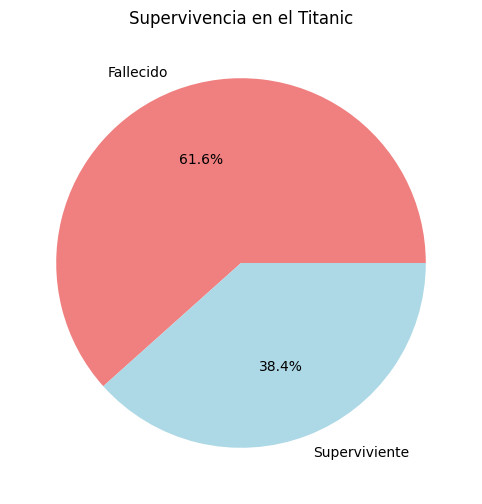 Supervivencia en el Titanic
Fallecido
61.6%
38.4%
Superviviente